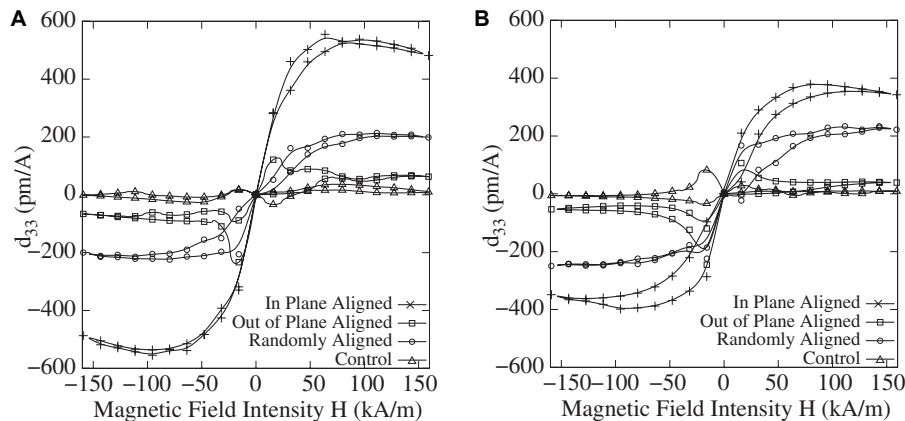 A
600
400
200
0
−200
−400
−600
d33 (pm/A)
In Plane Aligned
Out of Plane Aligned
Randomly Aligned
Control
−150 −100 −50 0 50 100 150
Magnetic Field Intensity H (kA/m)
B
600
400
200
0
−200
−400
−600
d33 (pm/A)
In Plane Aligned
Out of Plane Aligned
Randomly Aligned
Control
−150 −100 −50 0 50 100 150
Magnetic Field Intensity H (kA/m)